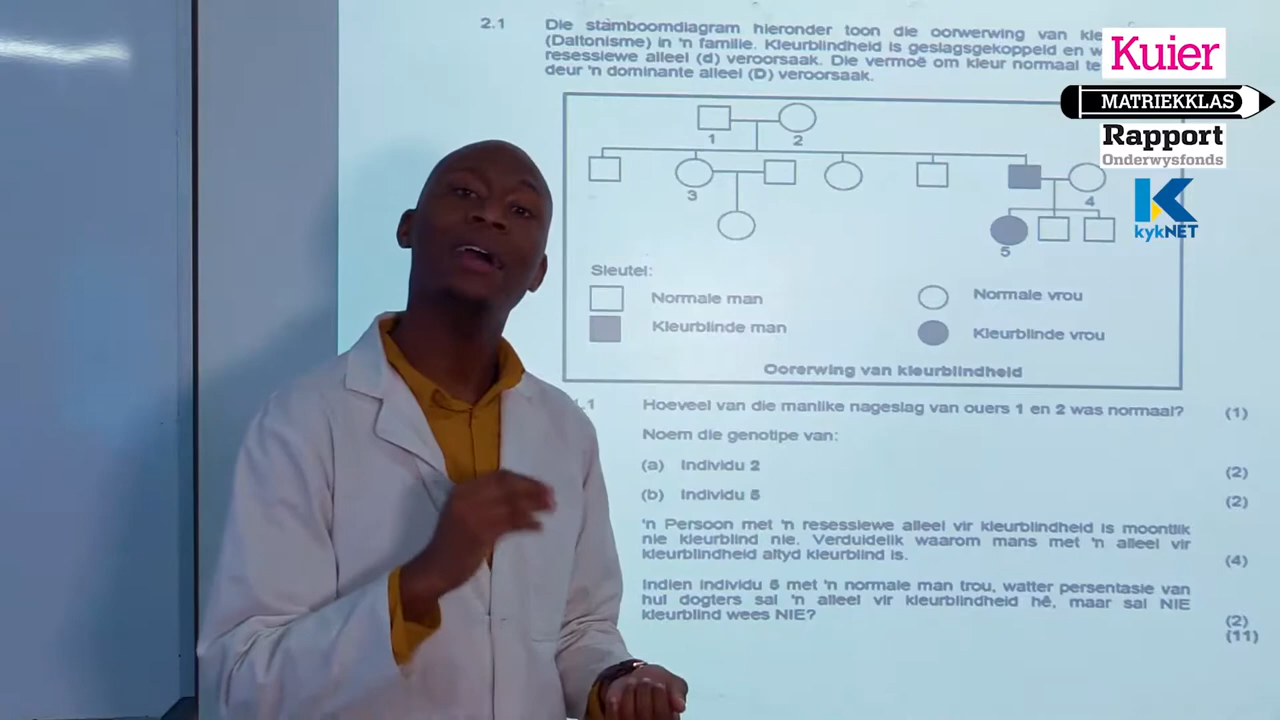 2.1 Die stamboomdiagram hieronder toon die oorwerwing van
(Daltonisme) in 'n familie. Kleurblindheid is geslagsgekoppeld en
resessiewe alleel (d) veroorsaak. Die vermoë om kleur normaal
deur 'n dominante alleel (D) veroorsaak.
Kuier
MATRIEKKLAS
Rapport
Onderwysfonds
K
kykNET
1 2
3 4
5
Sleutel:
Normale man Normale vrou
Kleurblinde man Kleurblinde vrou
Oorerwing van kleurblindheid
.1 Hoeveel van die manlike nageslag van ouers 1 en 2 was normaal? (1)
Noem die genotipe van:
(a) Individu 2 (2)
(b) Individu 5 (2)
'n Persoon met 'n resessiewe alleel vir kleurblindheid is moontlik
nie kleurblind nie. Verduidelik waarom mans met 'n alleel vir
kleurblindheid altyd kleurblind is. (4)
Indien individu 5 met 'n normale man trou, watter persentasie van
hul dogters sal 'n alleel vir kleurblindheid hê, maar sal NIE
kleurblind wees NIE? (2)
(11)